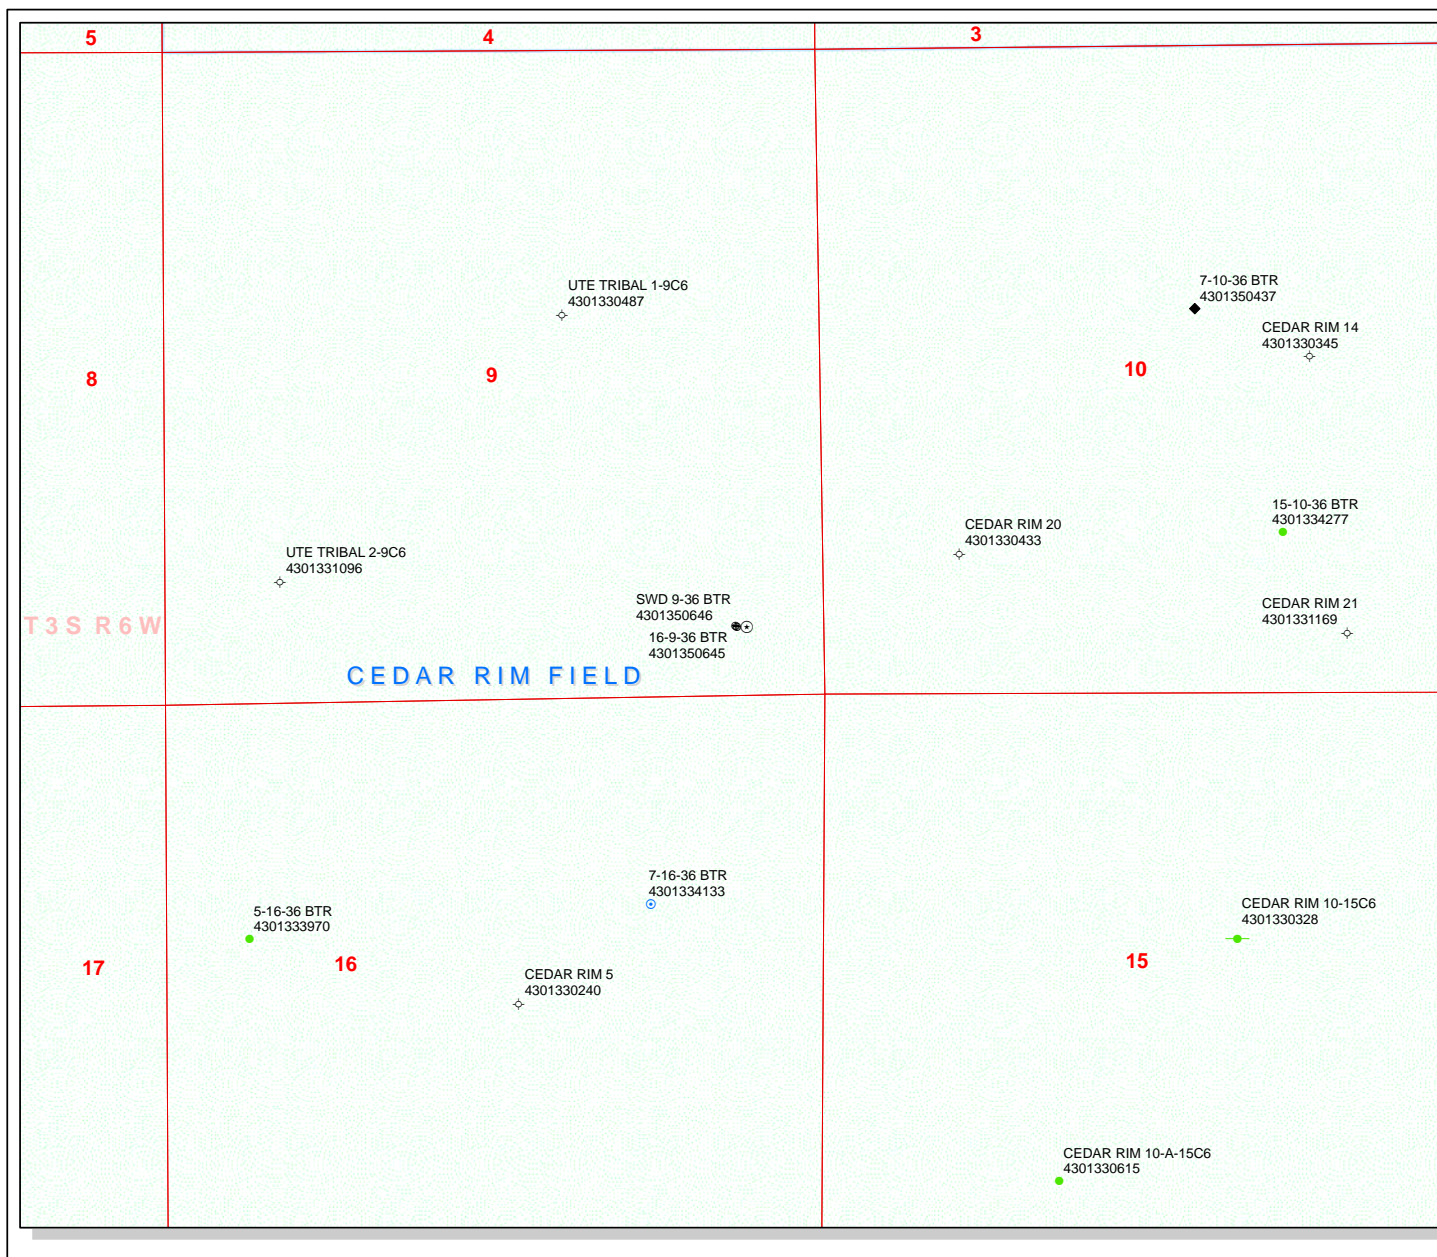 5
4
3
UTE TRIBAL 1-9C6
4301330487
7-10-36 BTR
4301350437
CEDAR RIM 14
4301330345
8
9
10
15-10-36 BTR
4301334277
CEDAR RIM 20
4301330433
UTE TRIBAL 2-9C6
4301331096
SWD 9-36 BTR
4301350646
16-9-36 BTR
4301350645
CEDAR RIM 21
4301331169
T3S R6W
CEDAR RIM FIELD
7-16-36 BTR
4301334133
5-16-36 BTR
4301333970
CEDAR RIM 10-15C6
4301330328
17
16
15
CEDAR RIM 5
4301330240
CEDAR RIM 10-A-15C6
4301330615